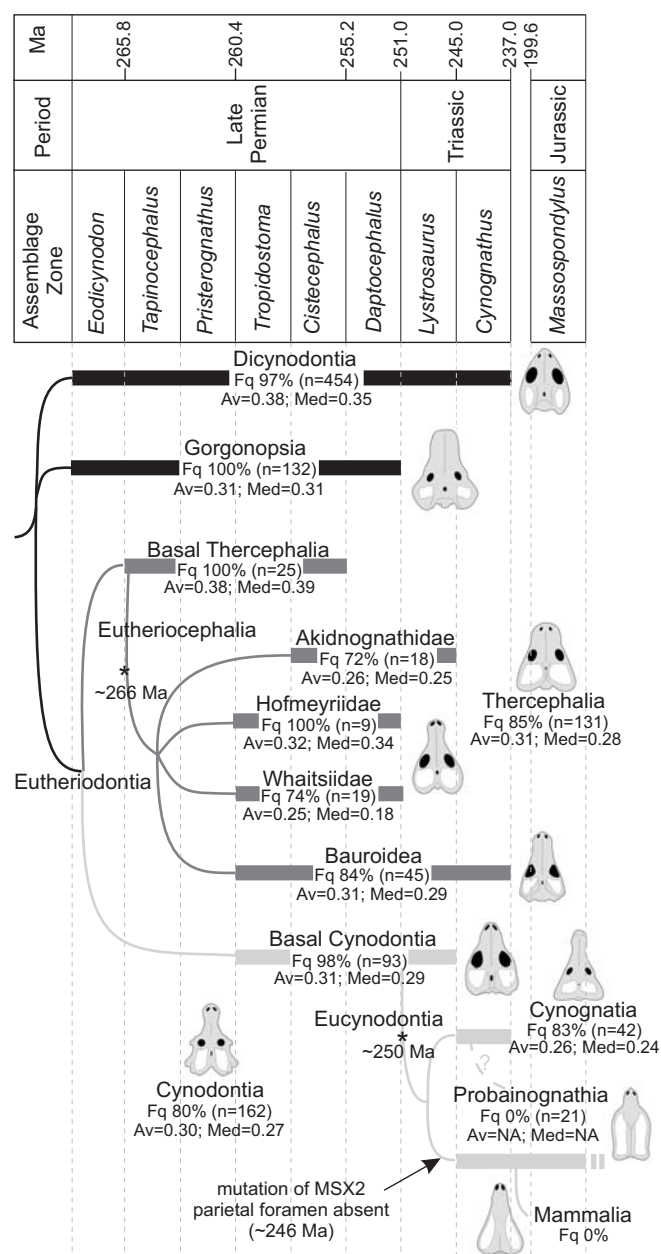 Ma
265.8
260.4
255.2
251.0
245.0
237.0
199.6
Period
Late
Permian
Triassic
Jurassic
Assemblage
Zone
Eodicynodon
Tapinocephalus
Pristerognathus
Tropidostoma
Cistecephalus
Daptocephalus
Lystrosaurus
Cynognathus
Massospondylus
Dicynodontia
Fq 97% (n=454)
Av=0.38; Med=0.35
Gorgonopsia
Fq 100% (n=132)
Av=0.31; Med=0.31
Basal Thercephalia
Fq 100% (n=25)
Av=0.38; Med=0.39
Eutheriocephalia
*
~266 Ma
Akidnognathidae
Fq 72% (n=18)
Av=0.26; Med=0.25
Thercephalia
Fq 85% (n=131)
Av=0.31; Med=0.28
Hofmeyriidae
Fq 100% (n=9)
Av=0.32; Med=0.34
Eutheriodontia
Whaitsiidae
Fq 74% (n=19)
Av=0.25; Med=0.18
Bauroidea
Fq 84% (n=45)
Av=0.31; Med=0.29
Basal Cynodontia
Fq 98% (n=93)
Av=0.31; Med=0.29
Eucynodontia
*
~250 Ma
Cynognatia
Fq 83% (n=42)
Av=0.26; Med=0.24
?
Cynodontia
Fq 80% (n=162)
Av=0.30; Med=0.27
Probainognathia
Fq 0% (n=21)
Av=NA; Med=NA
mutation of MSX2
parietal foramen absent
(~246 Ma)
Mammalia
Fq 0%